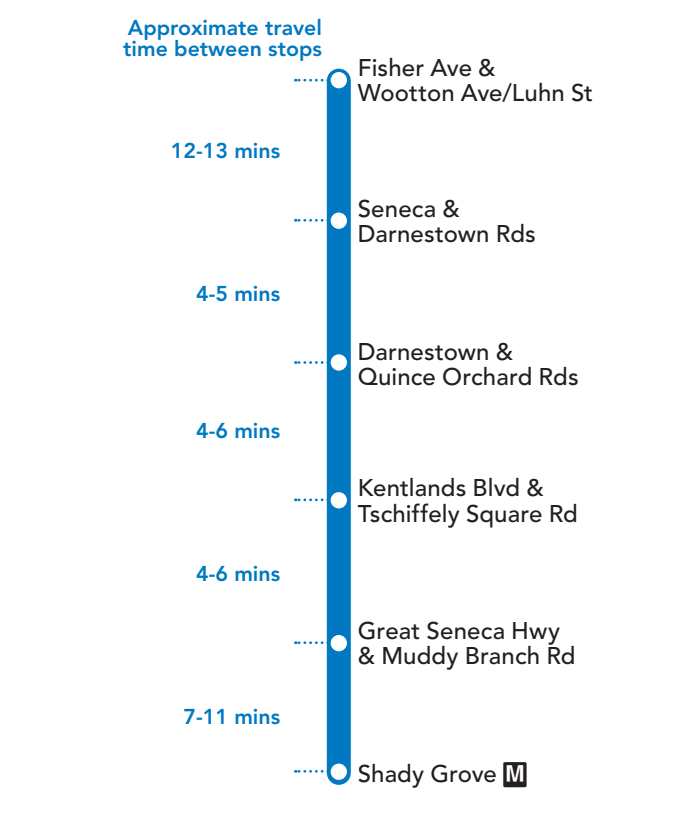 Approximate travel
time between stops
Fisher Ave &
Wootton Ave/Luhn St
12-13 mins
Seneca &
Darnestown Rds
4-5 mins
Darnestown &
Quince Orchard Rds
4-6 mins
Kentlands Blvd &
Tschiffely Square Rd
4-6 mins
Great Seneca Hwy
& Muddy Branch Rd
7-11 mins
Shady Grove M